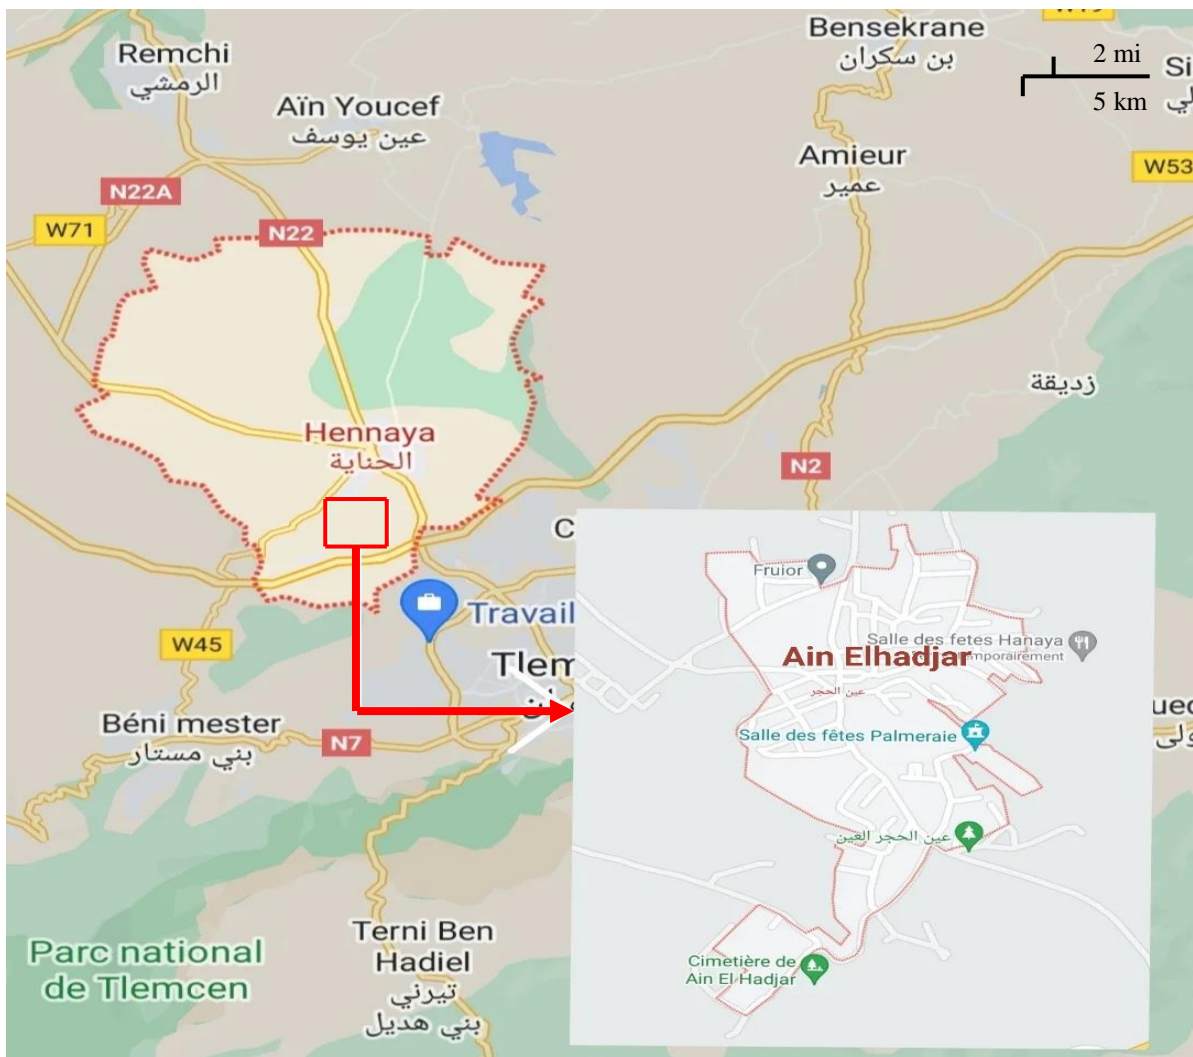 Bensekrane
بن سكران
Remchi
الرمشي
2 mi
5 km
Aïn Youcef
عين يوسف
Amieur
عمير
W53
N22A
W71
N22
زديقة
Hennaya
الحناية
N2
Fruior
Travail
Salle des fetes Hanaya
emporairement
Ain Elhadjar
عين الحجر
W45
Tlem
Béni mester
بني مستار
N7
Salle des fêtes Palmeraie
عين الحجر العين
Terni Ben
Hadiel
تيرني
بني هديل
Parc national
de Tlemcen
Cimetière de
Ain El Hadjar